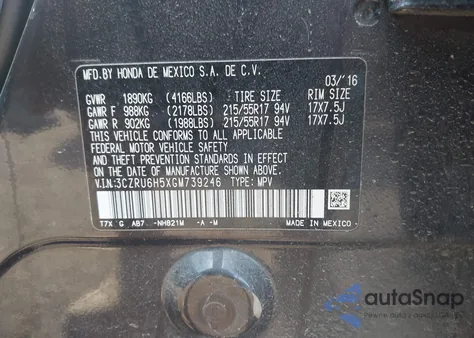 MFD. BY HONDA DE MEXICO S.A. DE C.V.
03/'16
GVWR 1890KG (4166LBS) TIRE SIZE RIM SIZE
GAWR F 988KG (2178LBS) 215/55R17 94V 17X7.5J
GAWR R 902KG (1988LBS) 215/55R17 94V 17X7.5J
THIS VEHICLE CONFORMS TO ALL APPLICABLE
FEDERAL MOTOR VEHICLE SAFETY STANDARDS IN EFFECT
ON THE DATE OF MANUFACTURE SHOWN ABOVE.
V.I.N:3CZRU6H5XGM739246 TYPE: MPV
T7X G AB7 -NH821M -A -M MADE IN MEXICO
autoSnap